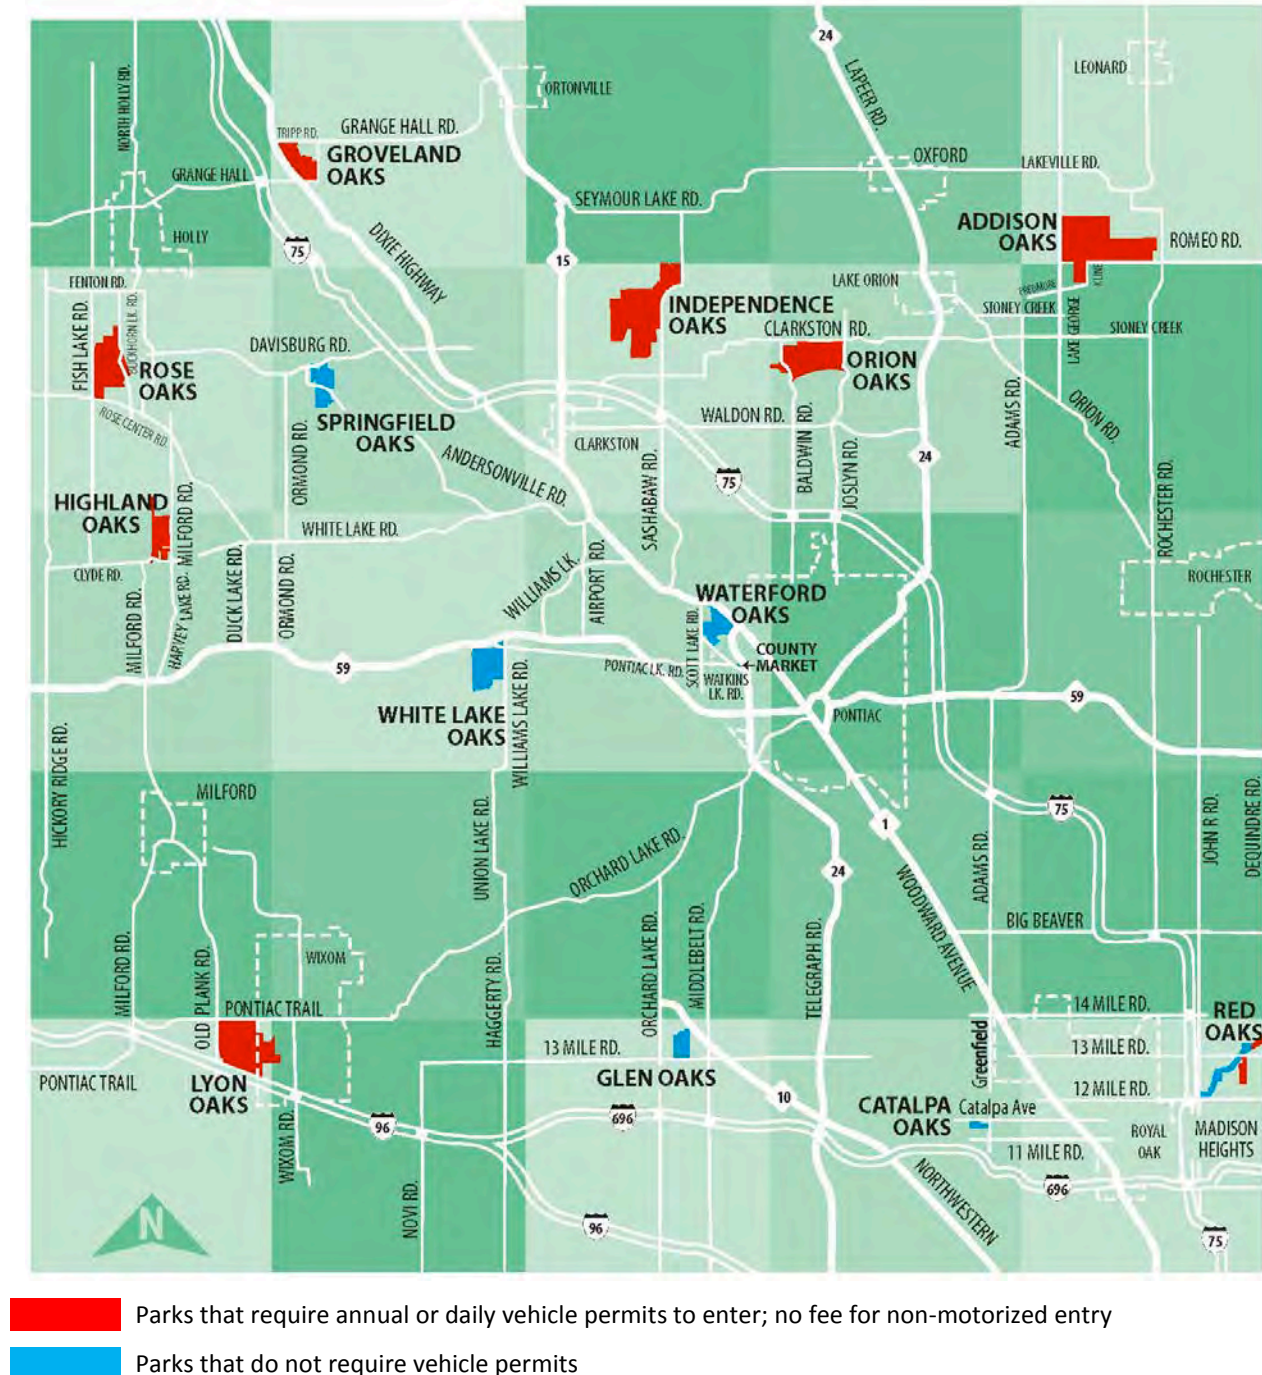 24
LAPEER RD.
LEONARD
ORTONVILLE
NORTH HOLLY RD.
TRIPP RD.
GRANGE HALL RD.
GROVELAND
OAKS
GRANGE HALL
OXFORD
LAKEVILLE RD.
SEYMOUR LAKE RD.
HOLLY
75
DIXIE HIGHWAY
15
ADDISON
OAKS
ROMEO RD.
FENTON RD.
BUCKHORN LK. RD.
FISH LAKE RD.
ROSE
OAKS
ROSE CENTER RD.
DAVISBURG RD.
SPRINGFIELD
OAKS
ORMOND RD.
INDEPENDENCE
OAKS
LAKE ORION
CLARKSTON RD.
ORION
OAKS
STONEY CREEK
KLINE
LAKE GEORGE
STONEY CREEK
ADAMS RD.
ORION RD.
WALDON RD.
CLARKSTON
ANDERSONVILLE RD.
SASHABAW RD.
75
BALDWIN RD.
JOSLYN RD.
24
ROCHESTER RD.
HIGHLAND
OAKS
MILFORD RD.
CLYDE RD.
WHITE LAKE RD.
MILFORD RD.
HARVEY LAKE RD.
DUCK LAKE RD.
ORMOND RD.
WILLIAMS LK.
AIRPORT RD.
WATERFORD
OAKS
SCOTT LAKE RD.
COUNTY
MARKET
WATKINS
LK. RD.
PONTIAC LK. RD.
ROCHESTER
59
WHITE LAKE
OAKS
WILLIAMS LAKE RD.
PONTIAC
59
HICKORY RIDGE RD.
MILFORD
UNION LAKE RD.
ORCHARD LAKE RD.
1
24
WOODWARD AVENUE
ADAMS RD.
75
JOHN R RD.
DEQUINDRE RD.
BIG BEAVER
MILFORD RD.
OLD PLANK RD.
WIXOM
PONTIAC TRAIL
HAGGERTY RD.
ORCHARD LAKE RD.
MIDDLEBELT RD.
TELEGRAPH RD.
14 MILE RD.
RED
OAKS
Greenfield
13 MILE RD.
13 MILE RD.
12 MILE RD.
PONTIAC TRAIL
LYON
OAKS
GLEN OAKS
10
CATALPA
OAKS
Catalpa Ave
11 MILE RD.
ROYAL
OAK
MADISON
HEIGHTS
96
696
WIXOM RD.
NOVI RD.
NORTHWESTERN
696
96
75
N
Parks that require annual or daily vehicle permits to enter; no fee for non-motorized entry
Parks that do not require vehicle permits